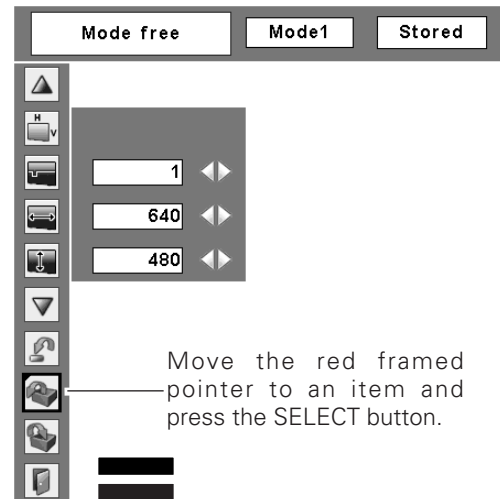 Mode free
Mode1
Stored
H
V
1
640
480
Move the red framed
pointer to an item and
press the SELECT button.